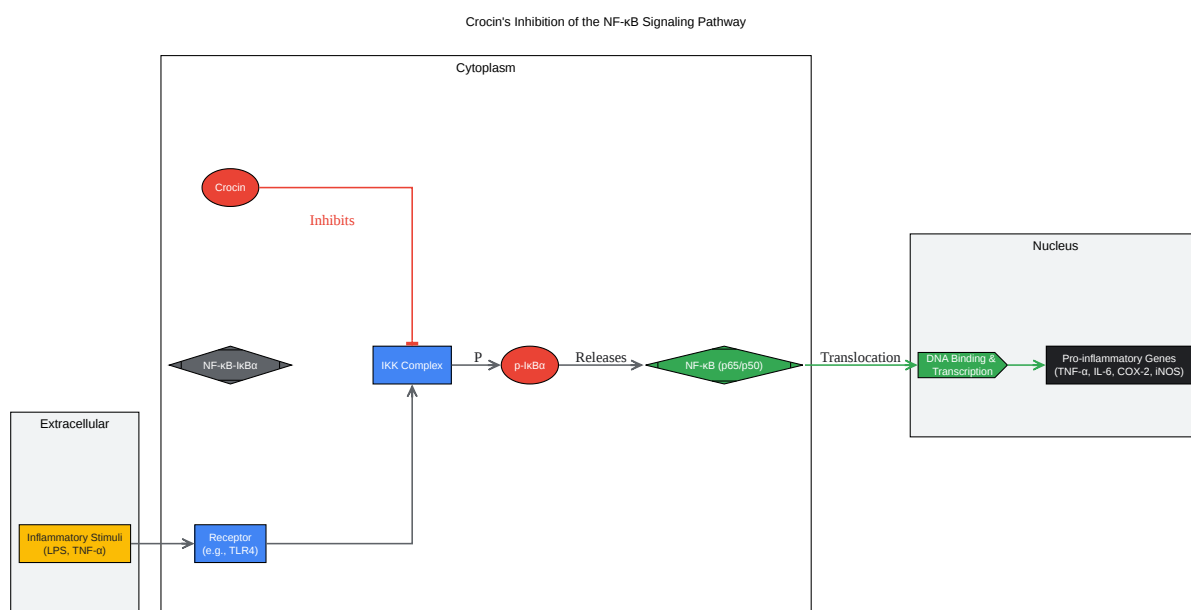 Crocin's Inhibition of the NF-κB Signaling Pathway
Cytoplasm
Crocin
Inhibits
Nucleus
NF-κB-IκBα
IKK Complex
P
p-IκBα
Releases
NF-κB (p65/p50)
Translocation
DNA Binding &
Transcription
Pro-inflammatory Genes
(TNF-α, IL-6, COX-2, iNOS)
Extracellular
Inflammatory Stimuli
(LPS, TNF-α)
Receptor
(e.g., TLR4)